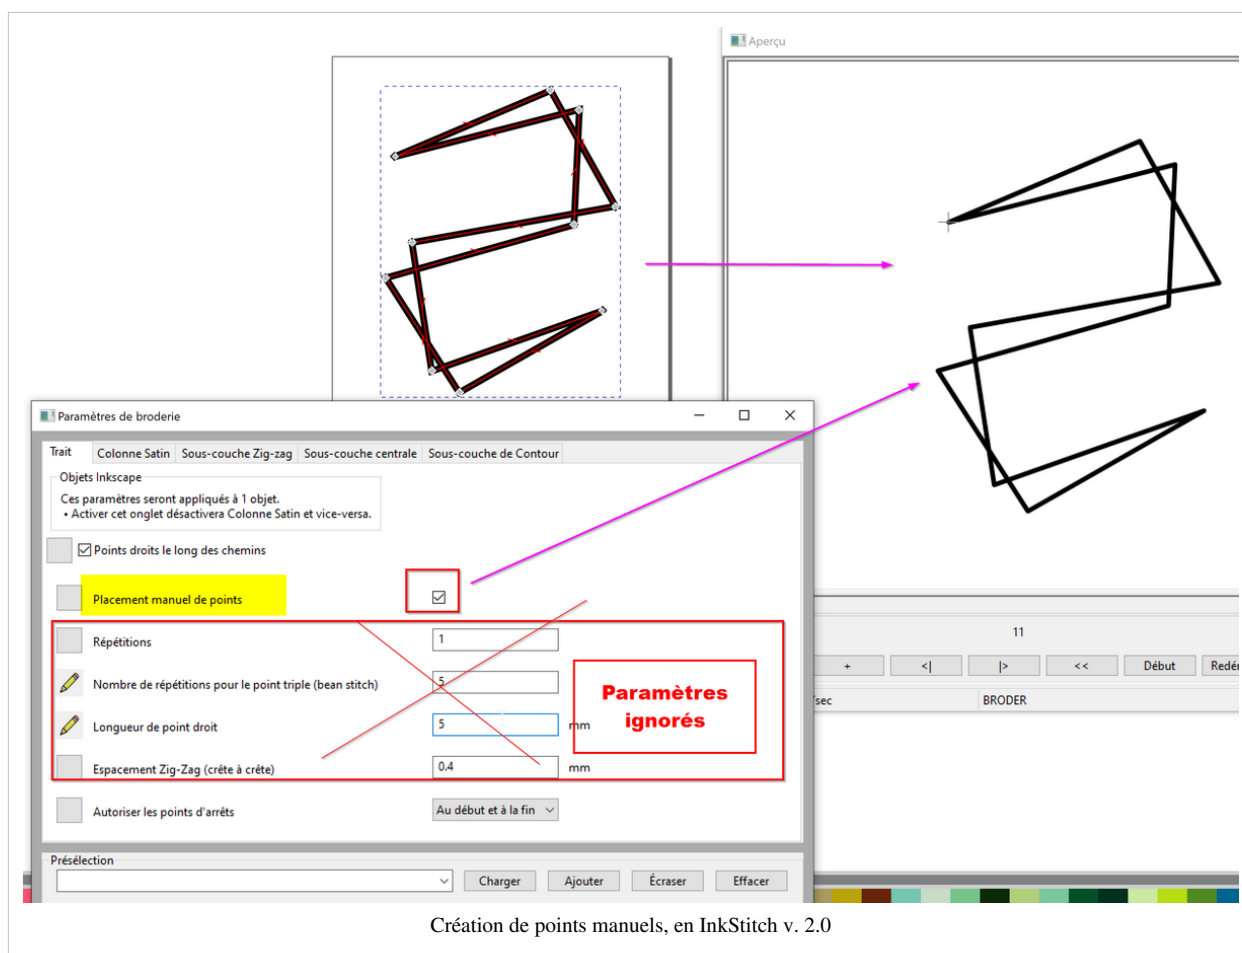 Aperçu
Paramètres de broderie
Trait Colonne Satin Sous-couche Zig-zag Sous-couche centrale Sous-couche de Contour
Objets Inkscape
Ces paramètres seront appliqués à 1 objet.
• Activer cet onglet désactivera Colonne Satin et vice-versa.
Points droits le long des chemins
Placement manuel de points
Répétitions 1
Nombre de répétitions pour le point triple (bean stitch) 5
Longueur de point droit 5 mm
Espacement Zig-Zag (crête à crête) 0.4 mm
Paramètres
ignorés
Autoriser les points d'arrêts Au début et à la fin
Présélection
Charger Ajouter Écraser Effacer
11
+ <| |> << Début Redér
/sec BRODER
Création de points manuels, en InkStitch v. 2.0